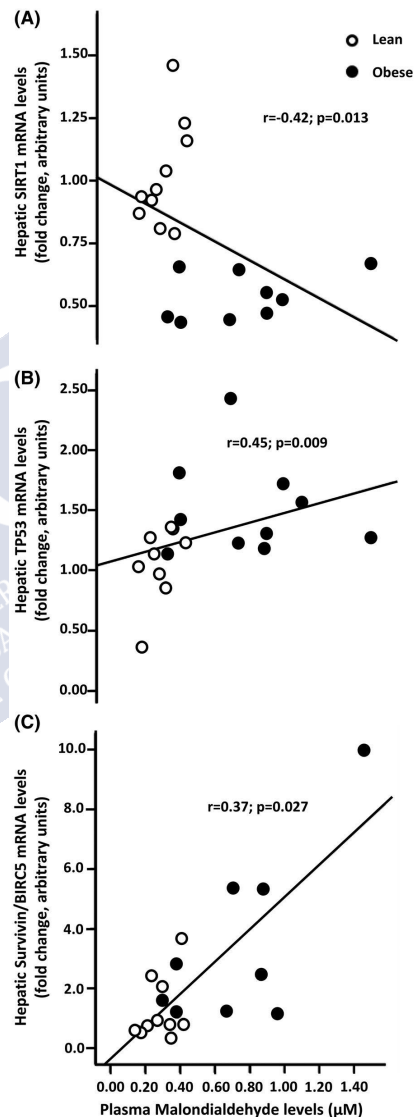 (A)
Lean
Obese
Hepatic SIRT1 mRNA levels
(fold change, arbitrary units)
1.50
1.25
1.00
0.75
0.50
r=-0.42; p=0.013
(B)
Hepatic TP53 mRNA levels
(fold change, arbitrary units)
2.50
2.00
1.50
1.00
0.50
0.00
r=0.45; p=0.009
(C)
Hepatic Survivin/BIRC5 mRNA levels
(fold change, arbitrary units)
10.0
8.0
6.0
4.0
2.0
0.0
r=0.37; p=0.027
0.00 0.20 0.40 0.60 0.80 1.00 1.20 1.40
Plasma Malondialdehyde levels (μM)